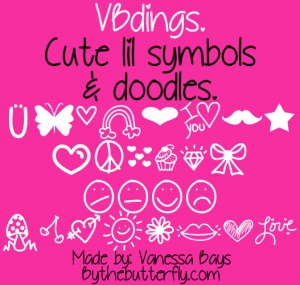 VBdings.
Cute lil symbols
& doodles.
Ü
I ♥ you
Love
Made by: Vanessa Bays
Bythebutterfly.com